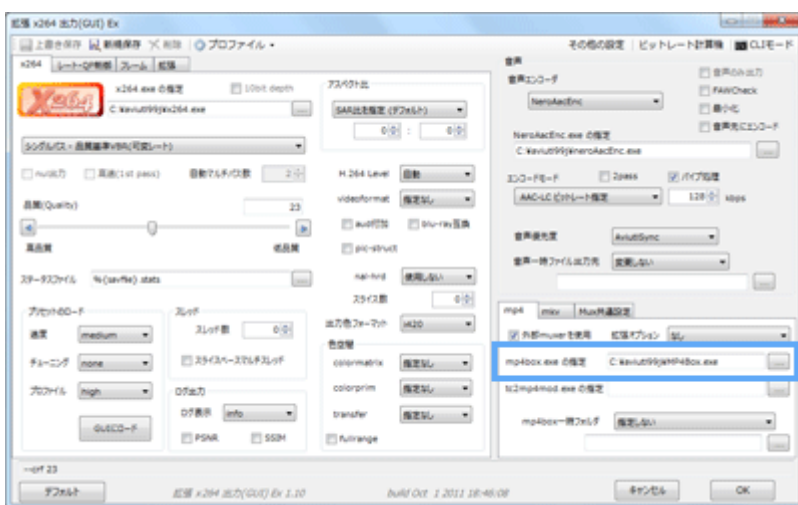 拡張 x264 出力(GUI) Ex
上書き保存 新規保存 削除 プロファイル
その他の設定 ビットレート計算機 CLIモード
x264 レート・QP制御 フレーム 拡張
x264
x264.exe の指定 10bit depth
C:¥aviutl99j¥x264.exe ...
シングルパス - 品質基準VBR(可変レート)
nul出力 高速(1st pass) 自動マルチパス数 2
品質(Quality) 23
高品質 低品質
ステータスファイル %{savfile}.stats ...
プリセットのロード
速度 medium
チューニング none
プロファイル high
GUIにロード
スレッド
スレッド数 0
スライスベースマルチスレッド
ログ出力
ログ表示 info
PSNR SSIM
アスペクト比
SAR比を指定 (デフォルト)
0 : 0
H.264 Level 自動
videoformat 指定なし
aud付加 blu-ray互換
pic-struct
nal-hrd 使用しない
スライス数 0
出力色フォーマット i420
色空間
colormatrix 指定なし
colorprim 指定なし
transfer 指定なし
fullrange
音声
音声エンコーダ
NeroAacEnc
音声のみ出力
FAWCheck
最小化
音声先にエンコード
NeroAacEnc.exe の指定
C:¥aviutl99j¥neroAacEnc.exe ...
エンコードモード 2pass パイプ処理
AAC-LC ビットレート指定 128 kbps
音声優先度 AviutlSync
音声一時ファイル出力先 変更しない
...
mp4 mkv Mux共通設定
外部muxerを使用 拡張オプション なし
mp4box.exe の指定 C:¥aviutl99j¥MP4Box.exe ...
tc2mp4mod.exe の指定 ...
mp4box一時フォルダ 指定しない
...
--crf 23
デフォルト 拡張 x264 出力(GUI) Ex 1.10 build Oct 1 2011 18:46:08 キャンセル OK